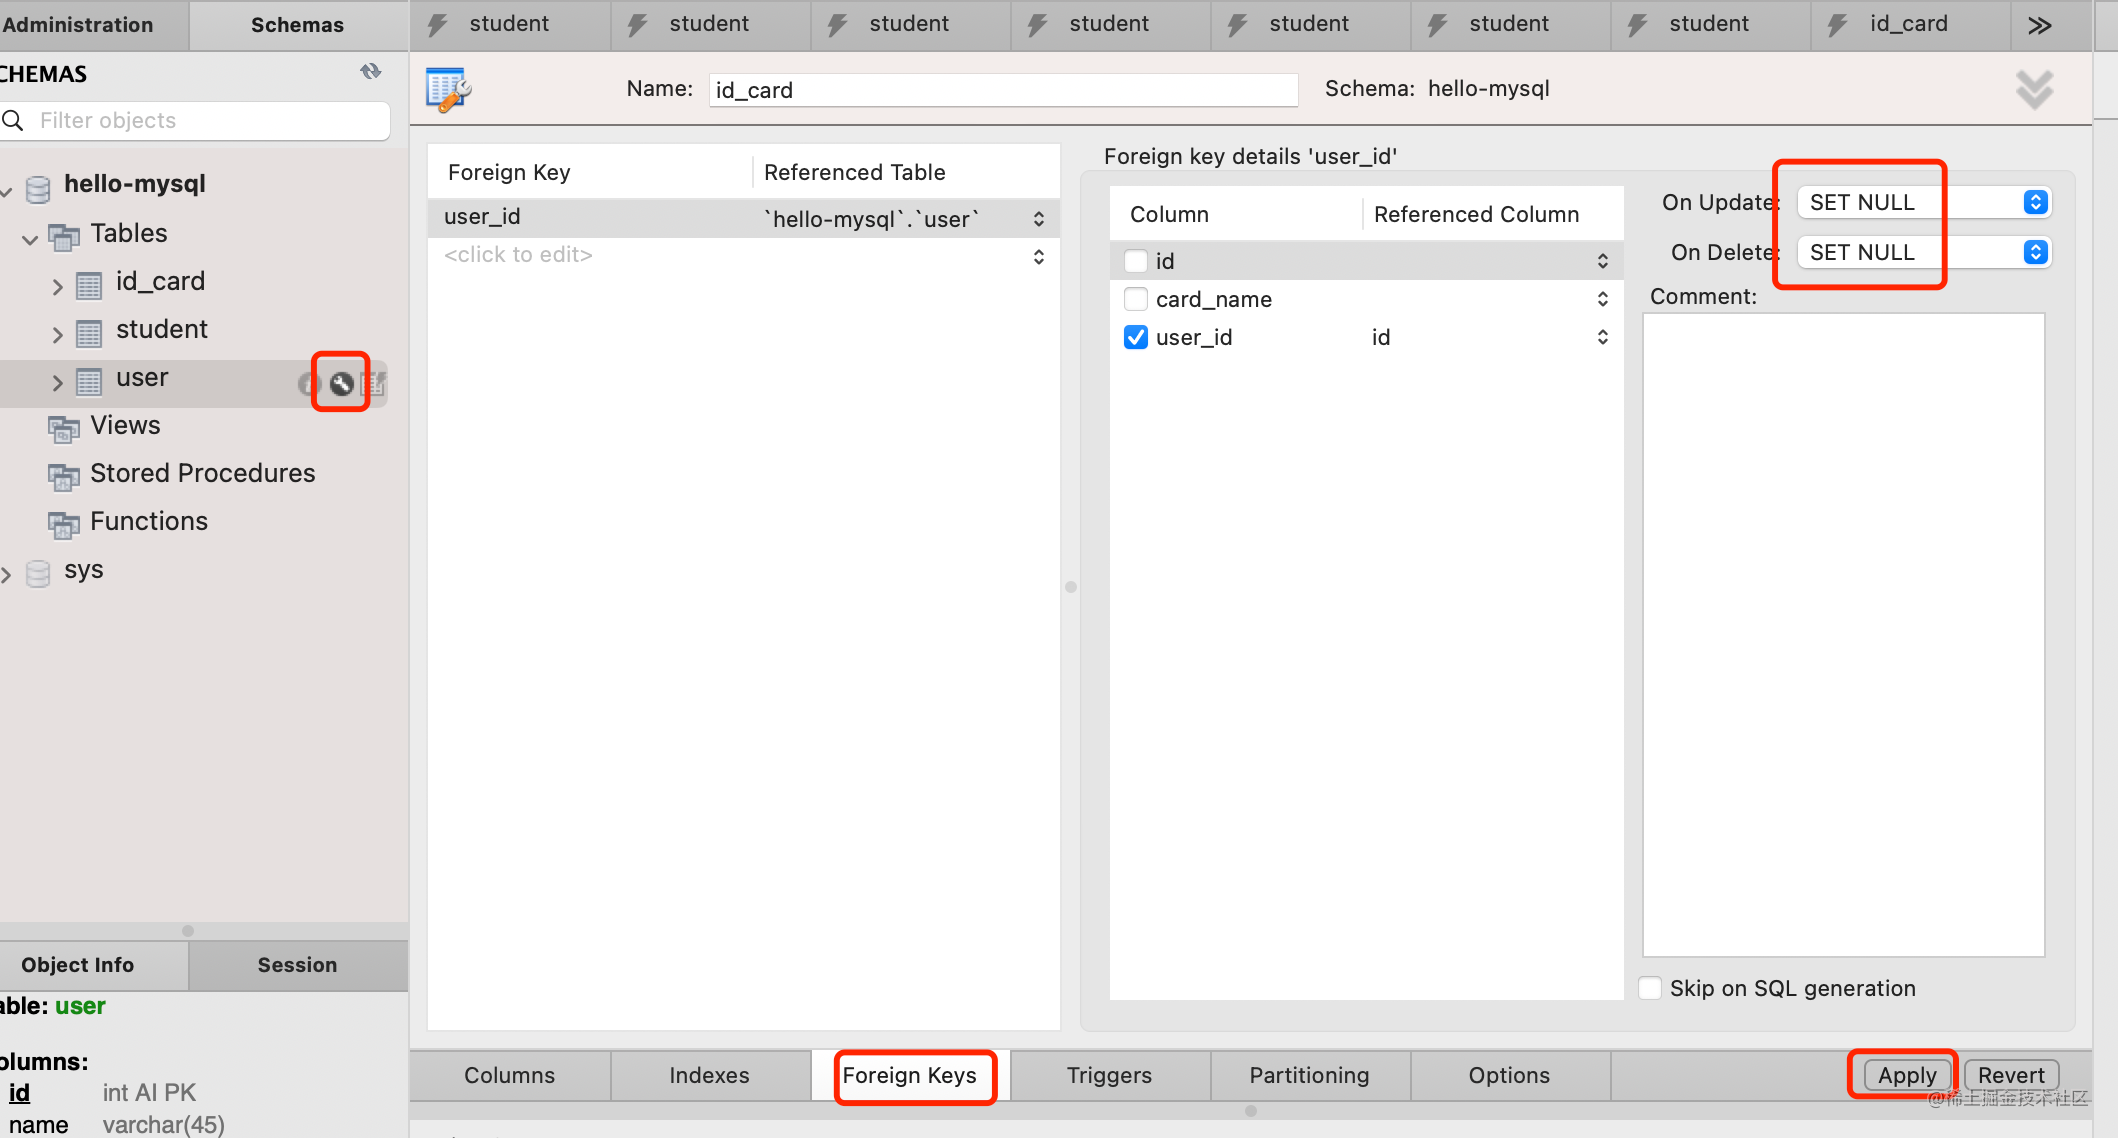 Administration
Schemas
student
student
student
student
student
student
student
id_card
CHEMAS
Filter objects
hello-mysql
Tables
id_card
student
user
Views
Stored Procedures
Functions
sys
Object Info
Session
able: user
olumns:
id int AI PK
name varchar(45)
Name: id_card
Schema: hello-mysql
Foreign Key Referenced Table
user_id `hello-mysql`.`user`
<click to edit>
Foreign key details 'user_id'
Column Referenced Column
id
card_name
user_id id
On Update: SET NULL
On Delete: SET NULL
Comment:
Skip on SQL generation
Columns
Indexes
Foreign Keys
Triggers
Partitioning
Options
Apply
Revert
@稀土掘金技术社区